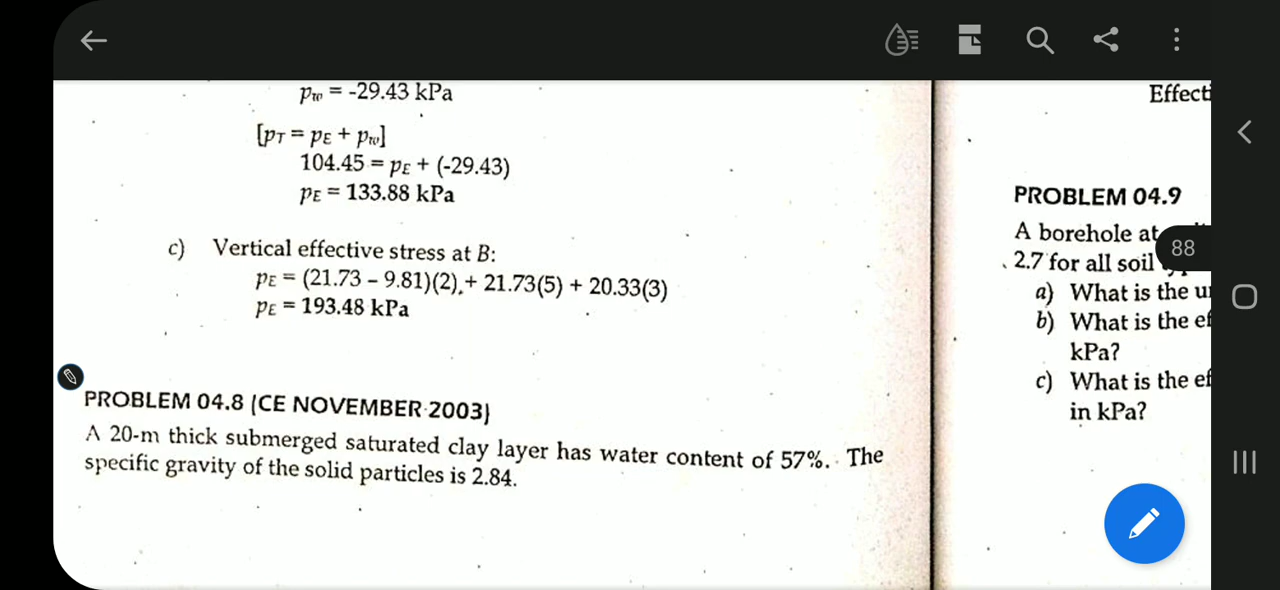 p_w = -29.43 kPa
[p_T = p_E + p_w]
104.45 = p_E + (-29.43)
p_E = 133.88 kPa
c) Vertical effective stress at B:
p_E = (21.73 – 9.81)(2) + 21.73(5) + 20.33(3)
p_E = 193.48 kPa
PROBLEM 04.8 (CE NOVEMBER 2003)
A 20-m thick submerged saturated clay layer has water content of 57%. The
specific gravity of the solid particles is 2.84.
Effecti
PROBLEM 04.9
A borehole at
2.7 for all soil
88
a) What is the u
b) What is the ef
kPa?
c) What is the ef
in kPa?